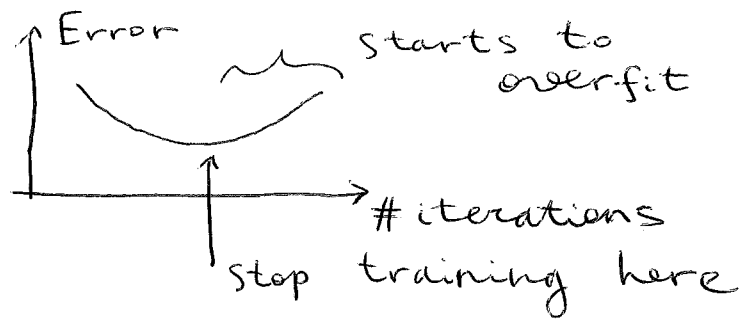 Error
starts to
overfit
# iterations
Stop training here